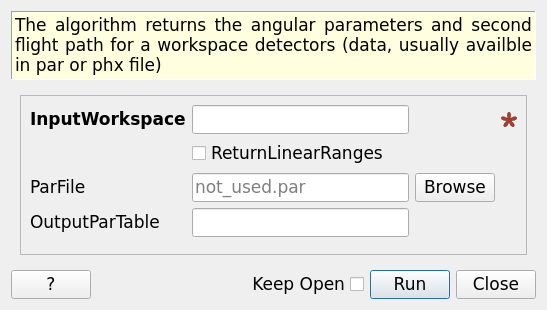 The algorithm returns the angular parameters and second
flight path for a workspace detectors (data, usually availble
in par or phx file)
InputWorkspace
*
ReturnLinearRanges
ParFile
not_used.par
Browse
OutputParTable
?
Keep Open
Run
Close